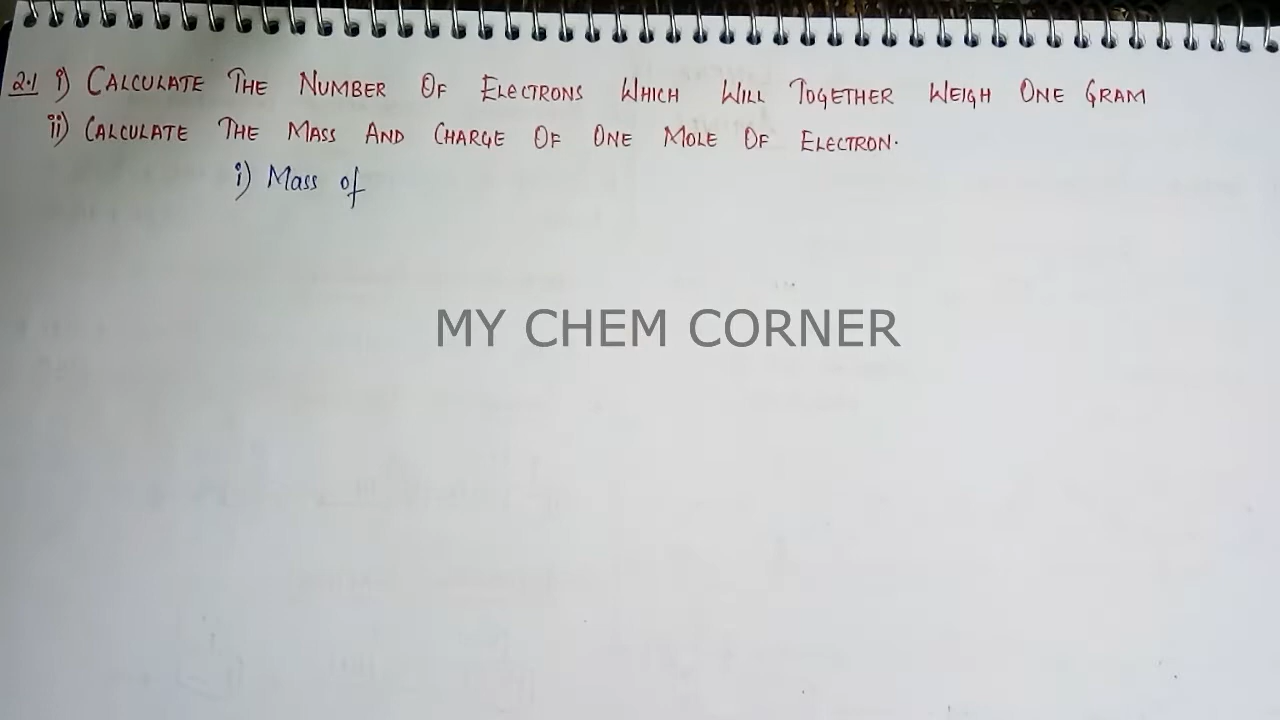 2.1 i) CALCULATE THE NUMBER OF ELECTRONS WHICH WILL TOGETHER WEIGH ONE GRAM
ii) CALCULATE THE MASS AND CHARGE OF ONE MOLE OF ELECTRON.
i) Mass of
MY CHEM CORNER